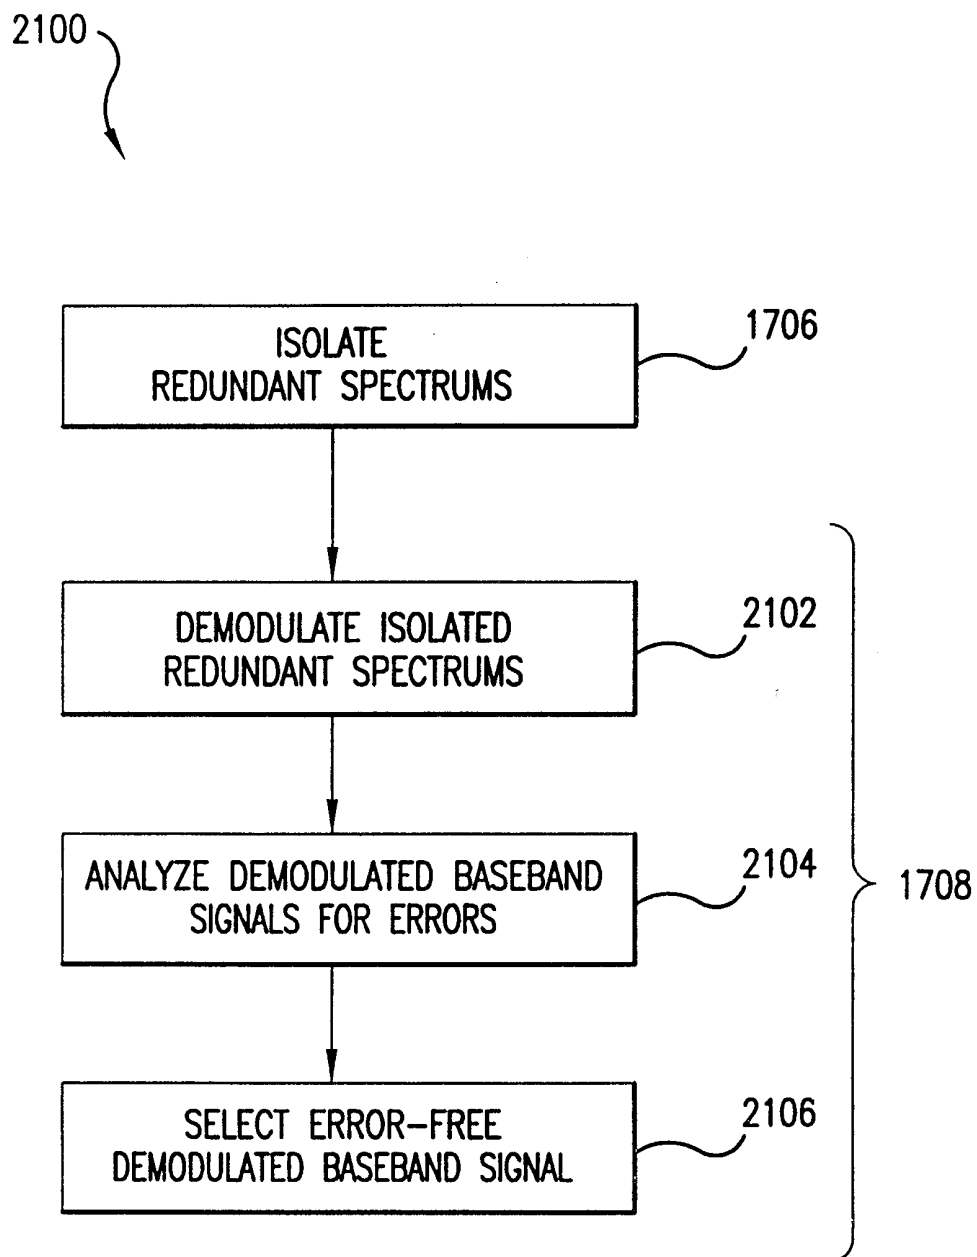 2100
ISOLATE
REDUNDANT SPECTRUMS
1706
DEMODULATE ISOLATED
REDUNDANT SPECTRUMS
2102
ANALYZE DEMODULATED BASEBAND
SIGNALS FOR ERRORS
2104
1708
SELECT ERROR-FREE
DEMODULATED BASEBAND SIGNAL
2106